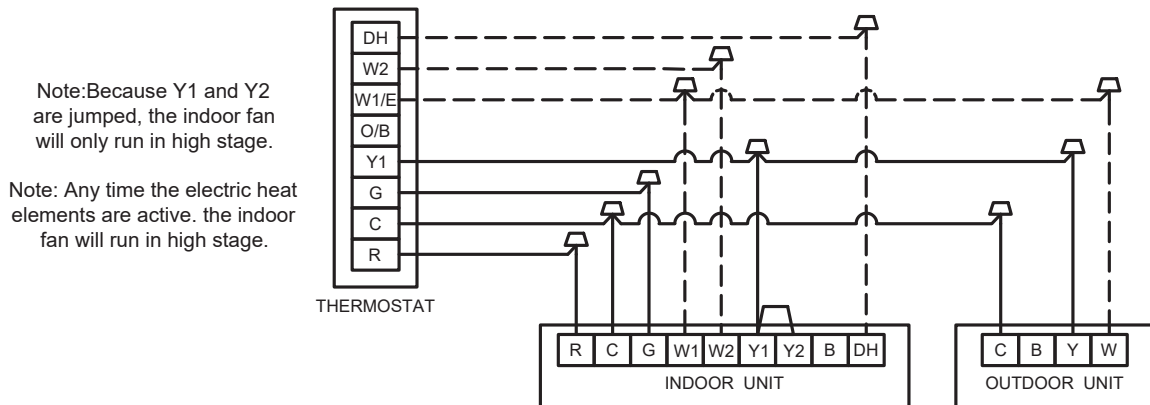 Note:Because Y1 and Y2
are jumped, the indoor fan
will only run in high stage.
Note: Any time the electric heat
elements are active. the indoor
fan will run in high stage.
DH
W2
W1/E
O/B
Y1
G
C
R
THERMOSTAT
R C G W1 W2 Y1 Y2 B DH
INDOOR UNIT
C B Y W
OUTDOOR UNIT